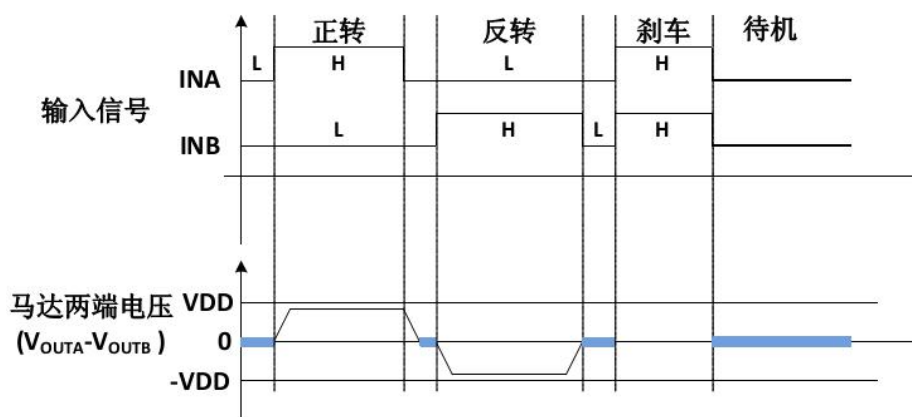 正转 反转 刹车 待机
L H L H
INA
输入信号
L H L H
INB
马达两端电压 VDD
(VOUTA-VOUTB ) 0
-VDD